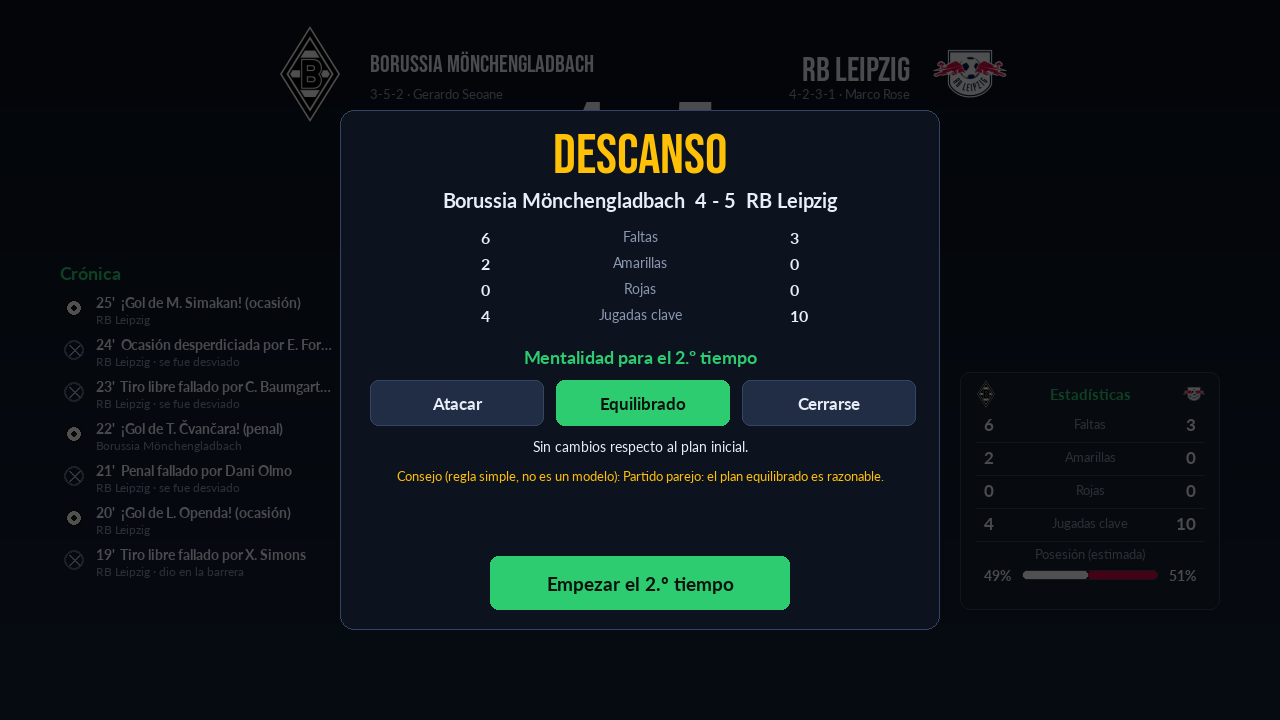 BORUSSIA MÖNCHENGLADBACH
3-5-2 · Gerardo Seoane
RB LEIPZIG
4-2-3-1 · Marco Rose
DESCANSO
Borussia Mönchengladbach 4 - 5 RB Leipzig
6 Faltas 3
2 Amarillas 0
0 Rojas 0
4 Jugadas clave 10
Mentalidad para el 2.º tiempo
Atacar Equilibrado Cerrarse
Sin cambios respecto al plan inicial.
Consejo (regla simple, no es un modelo): Partido parejo: el plan equilibrado es razonable.
Empezar el 2.º tiempo
Crónica
25' ¡Gol de M. Simakan! (ocasión)
RB Leipzig
24' Ocasión desperdiciada por E. For...
RB Leipzig · se fue desviado
23' Tiro libre fallado por C. Baumgart...
RB Leipzig · se fue desviado
22' ¡Gol de T. Čvančara! (penal)
Borussia Mönchengladbach
21' Penal fallado por Dani Olmo
RB Leipzig · se fue desviado
20' ¡Gol de L. Openda! (ocasión)
RB Leipzig
19' Tiro libre fallado por X. Simons
RB Leipzig · dio en la barrera
Estadísticas
6 Faltas 3
2 Amarillas 0
0 Rojas 0
4 Jugadas clave 10
Posesión (estimada)
49% 51%